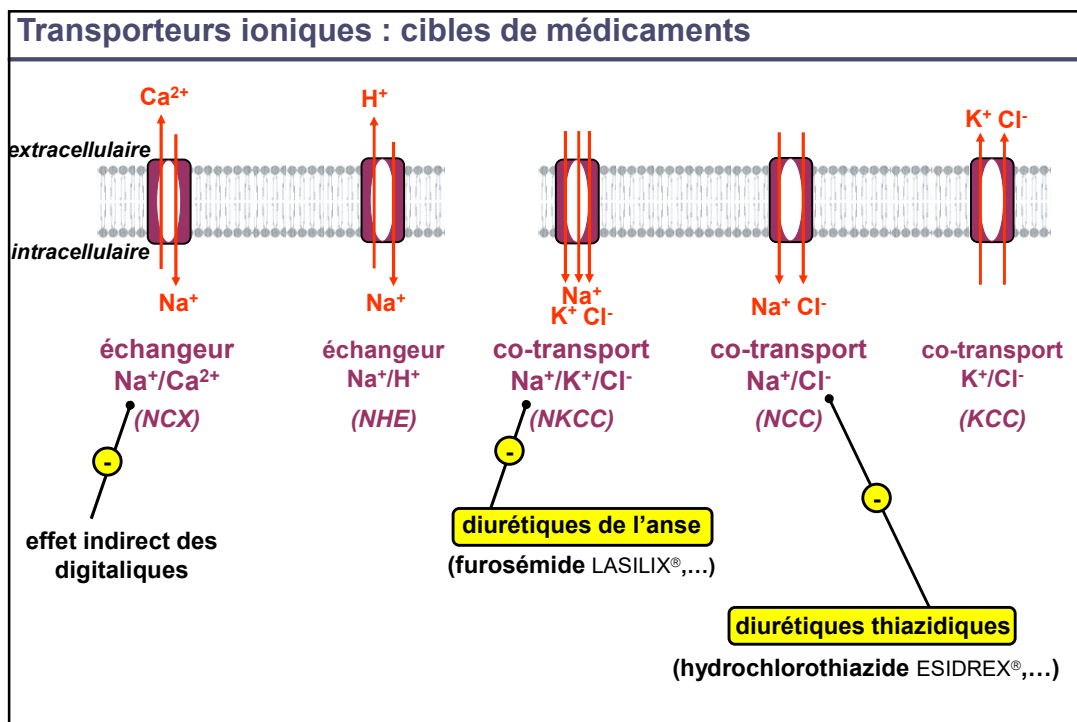 Transporteurs ioniques : cibles de médicaments
Ca²⁺
H⁺
K⁺ Cl⁻
extracellulaire
intracellulaire
Na⁺
Na⁺
Na⁺
K⁺ Cl⁻
Na⁺ Cl⁻
échangeur
Na⁺/Ca²⁺
(NCX)
échangeur
Na⁺/H⁺
(NHE)
co-transport
Na⁺/K⁺/Cl⁻
(NKCC)
co-transport
Na⁺/Cl⁻
(NCC)
co-transport
K⁺/Cl⁻
(KCC)
-
-
-
effet indirect des
digitaliques
diurétiques de l’anse
(furosémide LASILIX®,…)
diurétiques thiazidiques
(hydrochlorothiazide ESIDREX®,…)